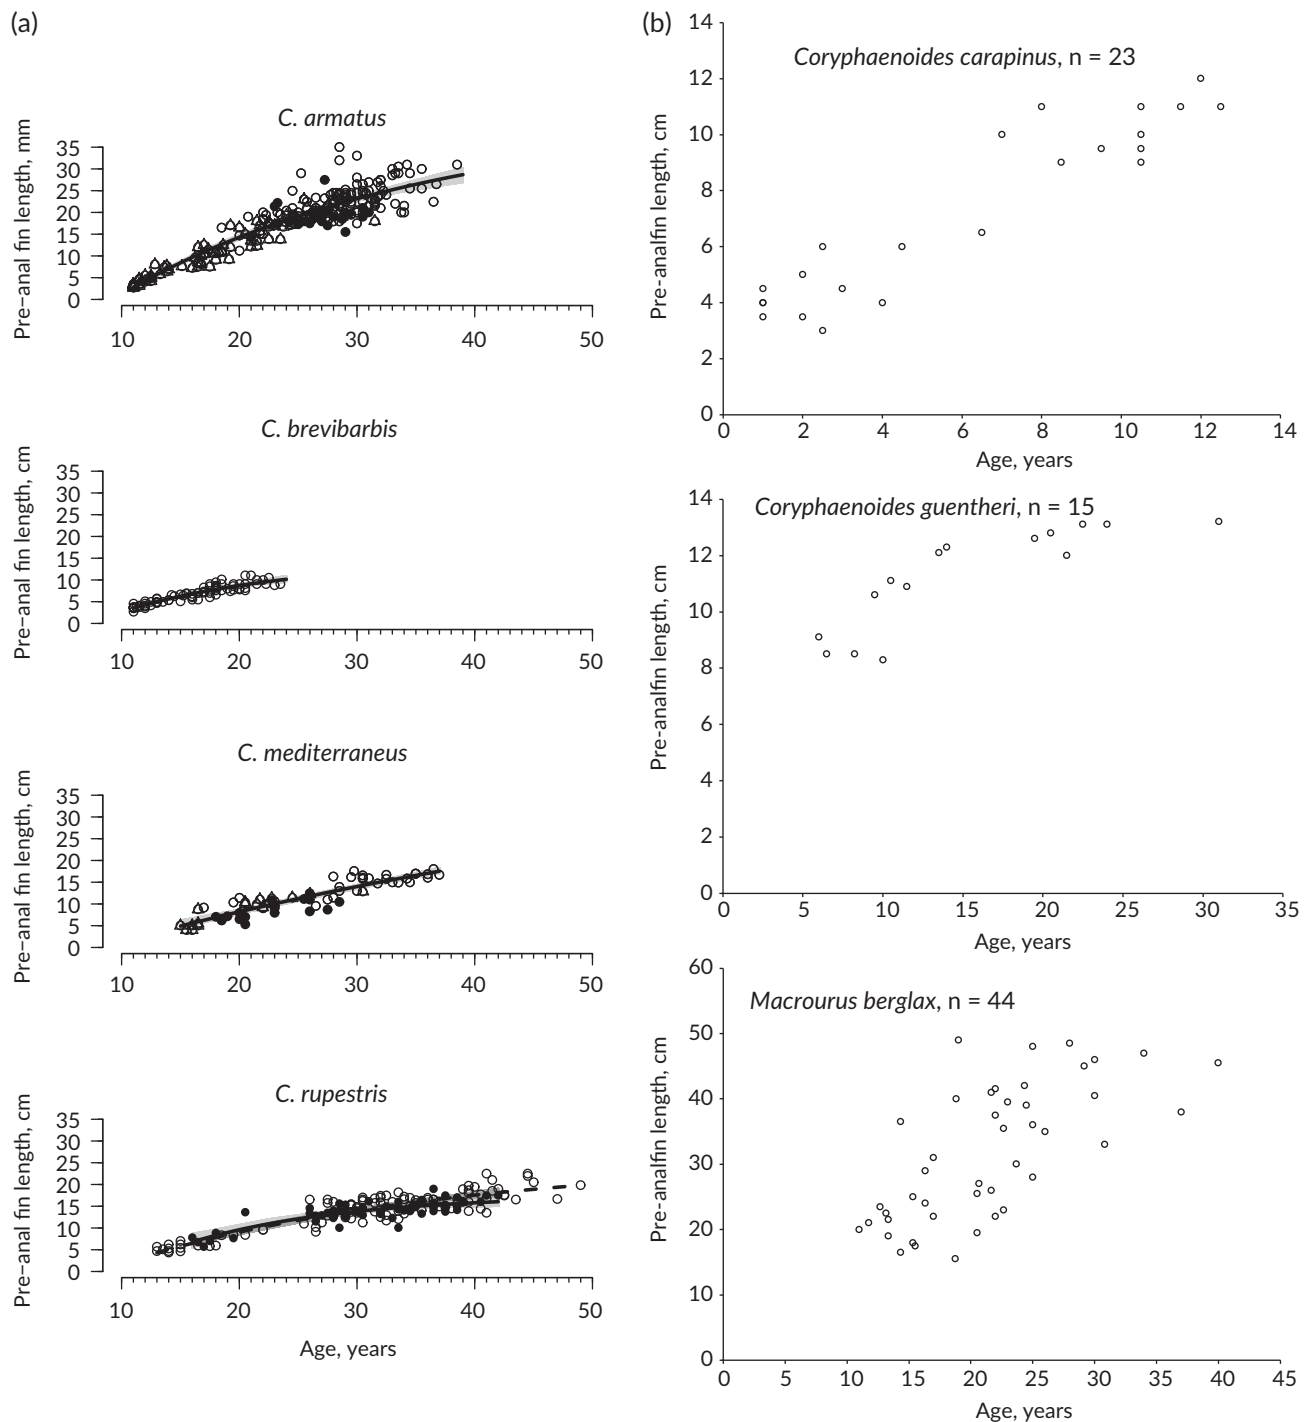 (a)
C. armatus
Pre−anal fin length, mm
35
30
25
20
15
10
5
0
10 20 30 40 50
C. brevibarbis
Pre−anal fin length, cm
35
30
25
20
15
10
5
0
10 20 30 40 50
C. mediterraneus
Pre−anal fin length, cm
35
30
25
20
15
10
5
0
10 20 30 40 50
C. rupestris
Pre−anal fin length, cm
35
30
25
20
15
10
5
0
10 20 30 40 50
Age, years
(b)
Coryphaenoides carapinus, n = 23
Pre-analfin length, cm
14
12
10
8
6
4
2
0
0 2 4 6 8 10 12 14
Age, years
Coryphaenoides guentheri, n = 15
Pre-analfin length, cm
14
12
10
8
6
4
2
0
0 5 10 15 20 25 30 35
Age, years
Macrourus berglax, n = 44
Pre-analfin length, cm
60
50
40
30
20
10
0
0 5 10 15 20 25 30 35 40 45
Age, years